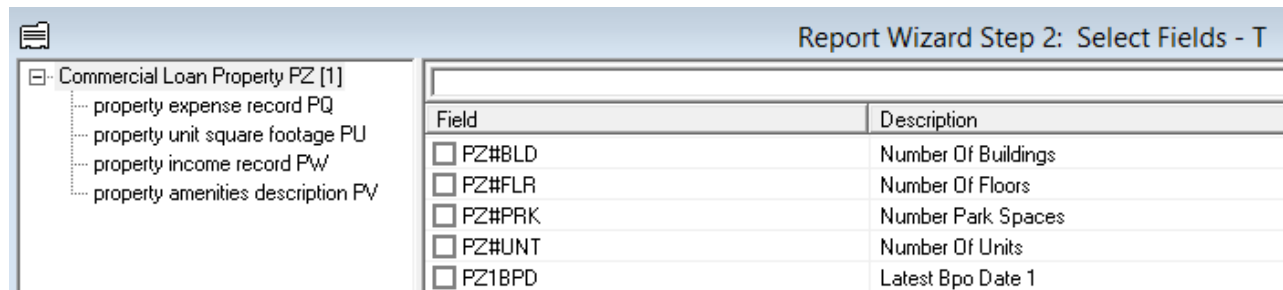 Report Wizard Step 2: Select Fields - T
Commercial Loan Property PZ [1]
property expense record PQ
property unit square footage PU
property income record PW
property amenities description PV
Field Description
PZ#BLD Number Of Buildings
PZ#FLR Number Of Floors
PZ#PRK Number Park Spaces
PZ#UNT Number Of Units
PZ1BPD Latest Bpo Date 1